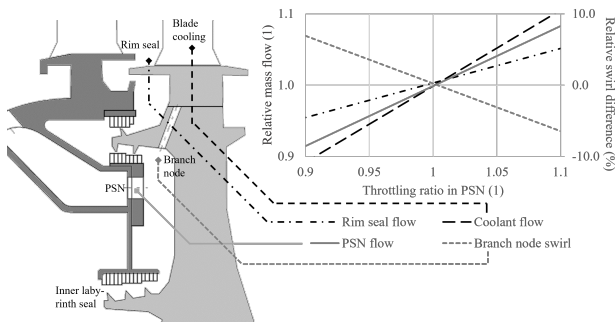 Blade
cooling
Rim seal
Branch
node
PSN
Inner laby-
rinth seal
1.1
1.0
0.9
Relative mass flow (1)
10.0
0.0
-10.0
Relative
swirl difference (%)
0.9
0.95
1
1.05
1.1
Throttling ratio in PSN (1)
Rim seal flow
Coolant flow
PSN flow
Branch node swirl